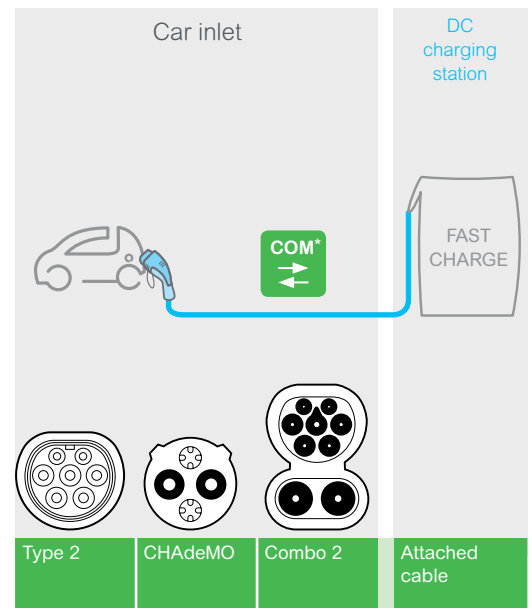 Car inlet
DC
charging
station
COM*
FAST
CHARGE
Type 2
CHAdeMO
Combo 2
Attached
cable